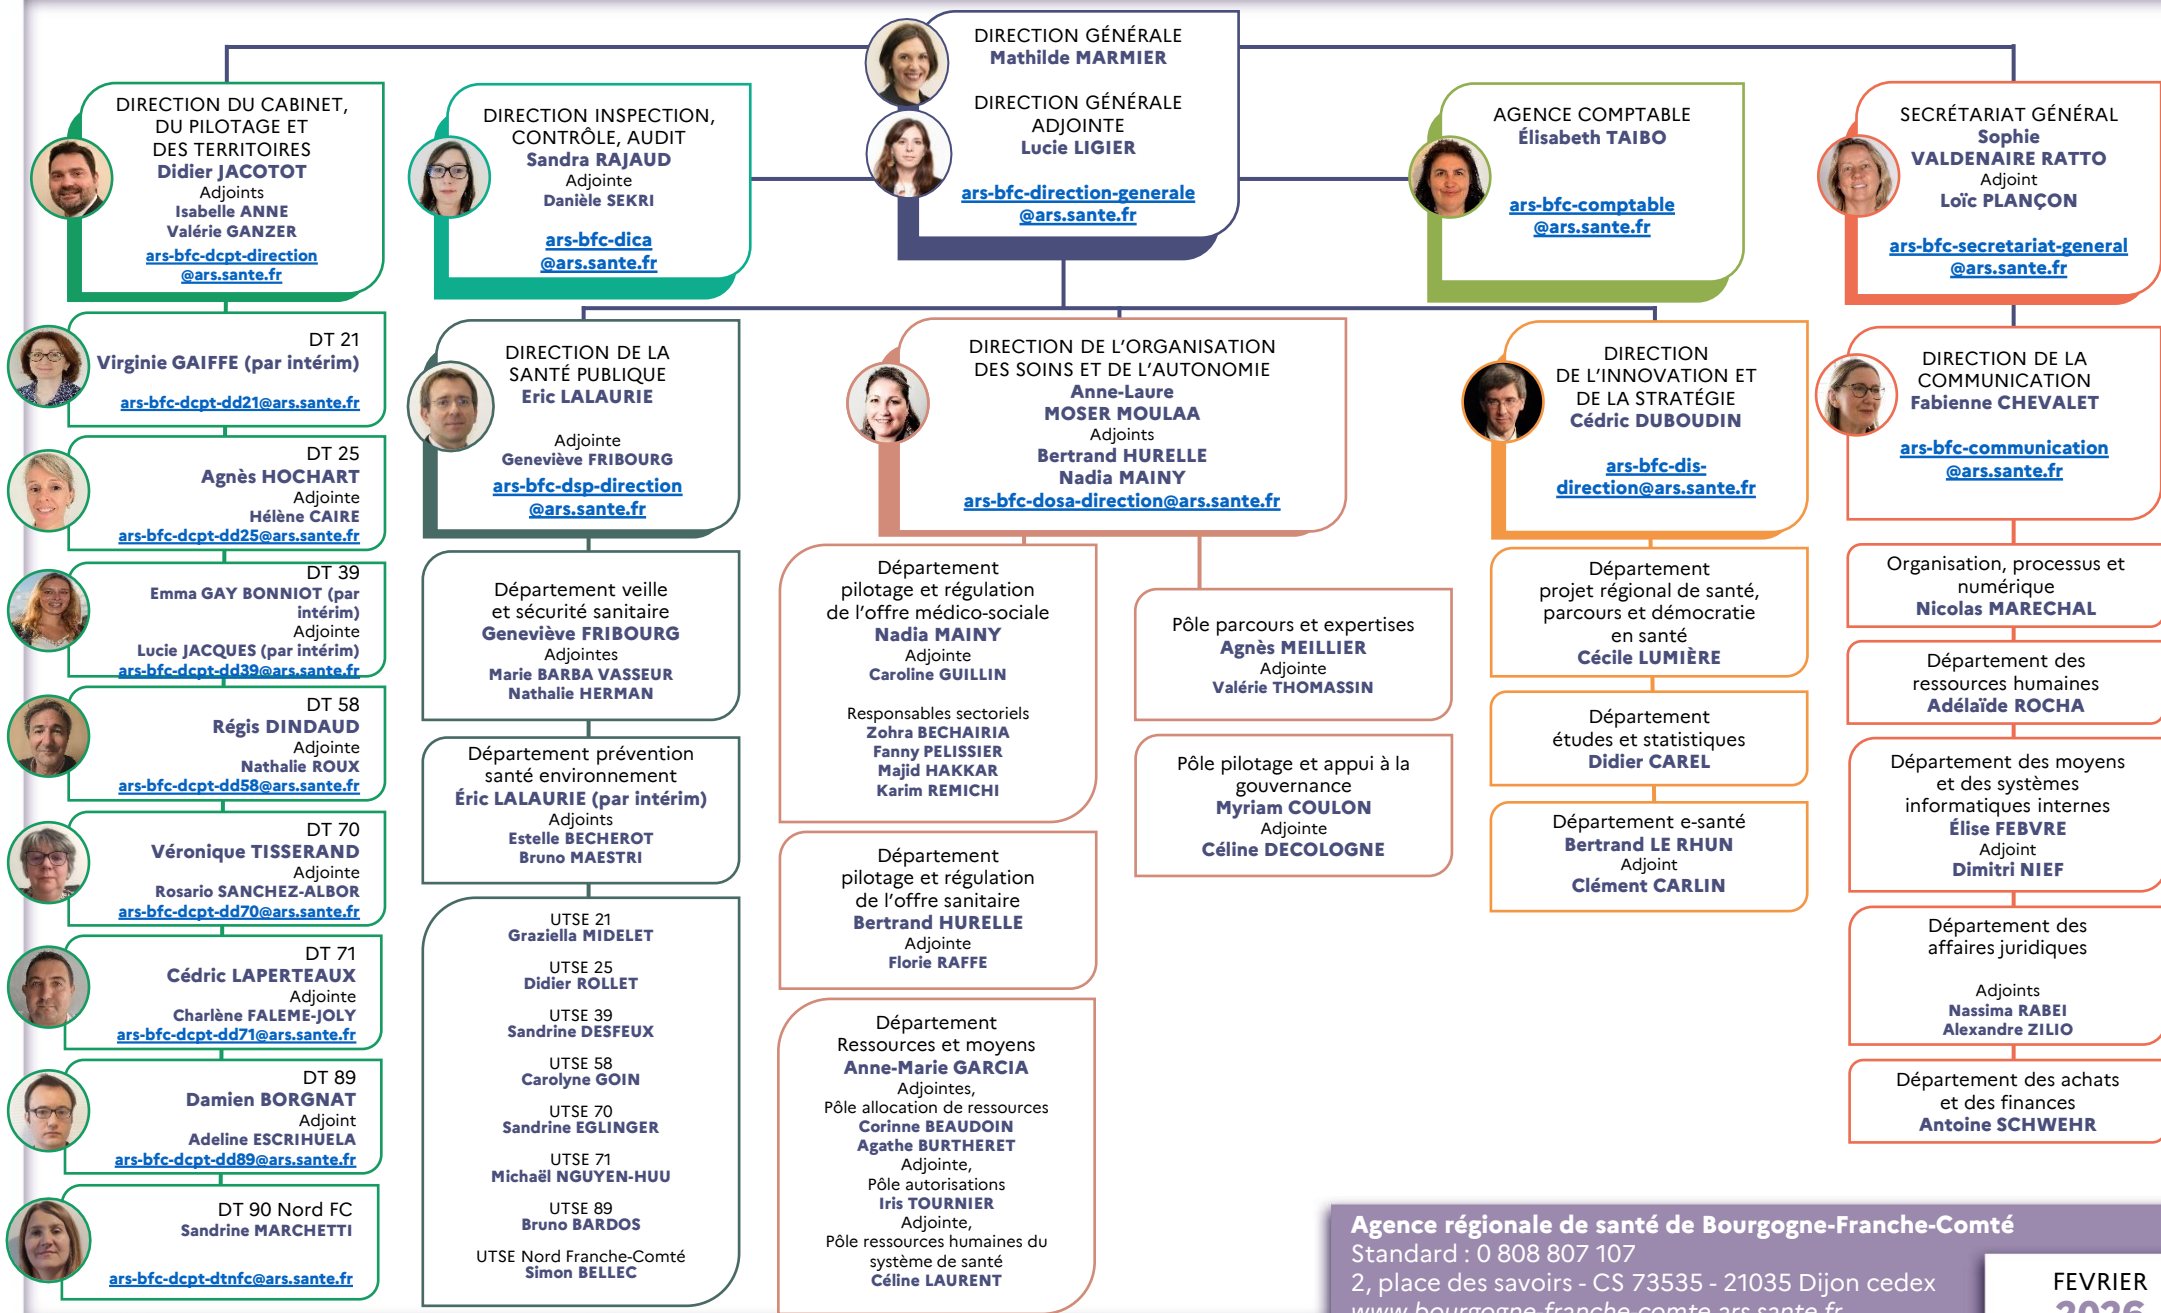 DIRECTION GÉNÉRALE
Mathilde MARMIER
DIRECTION GÉNÉRALE
ADJOINTE
Lucie LIGIER
ars-bfc-direction-generale
@ars.sante.fr
DIRECTION DU CABINET,
DU PILOTAGE ET
DES TERRITOIRES
Didier JACOTOT
Adjoints
Isabelle ANNE
Valérie GANZER
ars-bfc-dcpt-direction
@ars.sante.fr
DIRECTION INSPECTION,
CONTRÔLE, AUDIT
Sandra RAJAUD
Adjointe
Danièle SEKRI
ars-bfc-dica
@ars.sante.fr
AGENCE COMPTABLE
Élisabeth TAIBO
ars-bfc-comptable
@ars.sante.fr
SECRÉTARIAT GÉNÉRAL
Sophie
VALDENAIRE RATTO
Adjoint
Loïc PLANÇON
ars-bfc-secretariat-general
@ars.sante.fr
DT 21
Virginie GAIFFE (par intérim)
ars-bfc-dcpt-dd21@ars.sante.fr
DT 25
Agnès HOCHART
Adjointe
Hélène CAIRE
ars-bfc-dcpt-dd25@ars.sante.fr
DT 39
Emma GAY BONNIOT (par
intérim)
Adjointe
Lucie JACQUES (par intérim)
ars-bfc-dcpt-dd39@ars.sante.fr
DT 58
Régis DINDAUD
Adjointe
Nathalie ROUX
ars-bfc-dcpt-dd58@ars.sante.fr
DT 70
Véronique TISSERAND
Adjointe
Rosario SANCHEZ-ALBOR
ars-bfc-dcpt-dd70@ars.sante.fr
DT 71
Cédric LAPERTEAUX
Adjointe
Charlène FALEME-JOLY
ars-bfc-dcpt-dd71@ars.sante.fr
DT 89
Damien BORGNAT
Adjoint
Adeline ESCRIHUELA
ars-bfc-dcpt-dd89@ars.sante.fr
DT 90 Nord FC
Sandrine MARCHETTI
ars-bfc-dcpt-dtnfc@ars.sante.fr
DIRECTION DE LA
SANTÉ PUBLIQUE
Eric LALAURIE
Adjointe
Geneviève FRIBOURG
ars-bfc-dsp-direction
@ars.sante.fr
Département veille
et sécurité sanitaire
Geneviève FRIBOURG
Adjointes
Marie BARBA VASSEUR
Nathalie HERMAN
Département prévention
santé environnement
Éric LALAURIE (par intérim)
Adjoints
Estelle BECHEROT
Bruno MAESTRI
UTSE 21
Graziella MIDELET
UTSE 25
Didier ROLLET
UTSE 39
Sandrine DESFEUX
UTSE 58
Carolyne GOIN
UTSE 70
Sandrine EGLINGER
UTSE 71
Michaël NGUYEN-HUU
UTSE 89
Bruno BARDOS
UTSE Nord Franche-Comté
Simon BELLEC
DIRECTION DE L'ORGANISATION
DES SOINS ET DE L'AUTONOMIE
Anne-Laure
MOSER MOULAA
Adjoints
Bertrand HURELLE
Nadia MAINY
ars-bfc-dosa-direction@ars.sante.fr
Département
pilotage et régulation
de l'offre médico-sociale
Nadia MAINY
Adjointe
Caroline GUILLIN
Responsables sectoriels
Zohra BECHAIRIA
Fanny PELISSIER
Majid HAKKAR
Karim REMICHI
Département
pilotage et régulation
de l'offre sanitaire
Bertrand HURELLE
Adjointe
Florie RAFFE
Département
Ressources et moyens
Anne-Marie GARCIA
Adjointes,
Pôle allocation de ressources
Corinne BEAUDOIN
Agathe BURTHERET
Adjointe,
Pôle autorisations
Iris TOURNIER
Adjointe,
Pôle ressources humaines du
système de santé
Céline LAURENT
Pôle parcours et expertises
Agnès MEILLIER
Adjointe
Valérie THOMASSIN
Pôle pilotage et appui à la
gouvernance
Myriam COULON
Adjointe
Céline DECOLOGNE
DIRECTION
DE L'INNOVATION ET
DE LA STRATÉGIE
Cédric DUBOUDIN
ars-bfc-dis-
direction@ars.sante.fr
Département
projet régional de santé,
parcours et démocratie
en santé
Cécile LUMIÈRE
Département
études et statistiques
Didier CAREL
Département e-santé
Bertrand LE RHUN
Adjoint
Clément CARLIN
DIRECTION DE LA
COMMUNICATION
Fabienne CHEVALET
ars-bfc-communication
@ars.sante.fr
Organisation, processus et
numérique
Nicolas MARECHAL
Département des
ressources humaines
Adélaïde ROCHA
Département des moyens
et des systèmes
informatiques internes
Élise FEBVRE
Adjoint
Dimitri NIEF
Département des
affaires juridiques
Adjoints
Nassima RABEI
Alexandre ZILIO
Département des achats
et des finances
Antoine SCHWEHR
Agence régionale de santé de Bourgogne-Franche-Comté
Standard : 0 808 807 107
2, place des savoirs - CS 73535 - 21035 Dijon cedex
www.bourgogne-franche-comte.ars.sante.fr
FEVRIER
2026